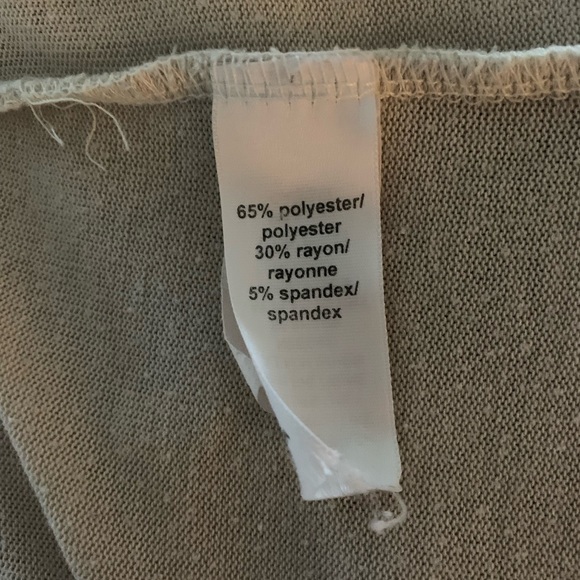 65% polyester/
polyester
30% rayon/
rayonne
5% spandex/
spandex